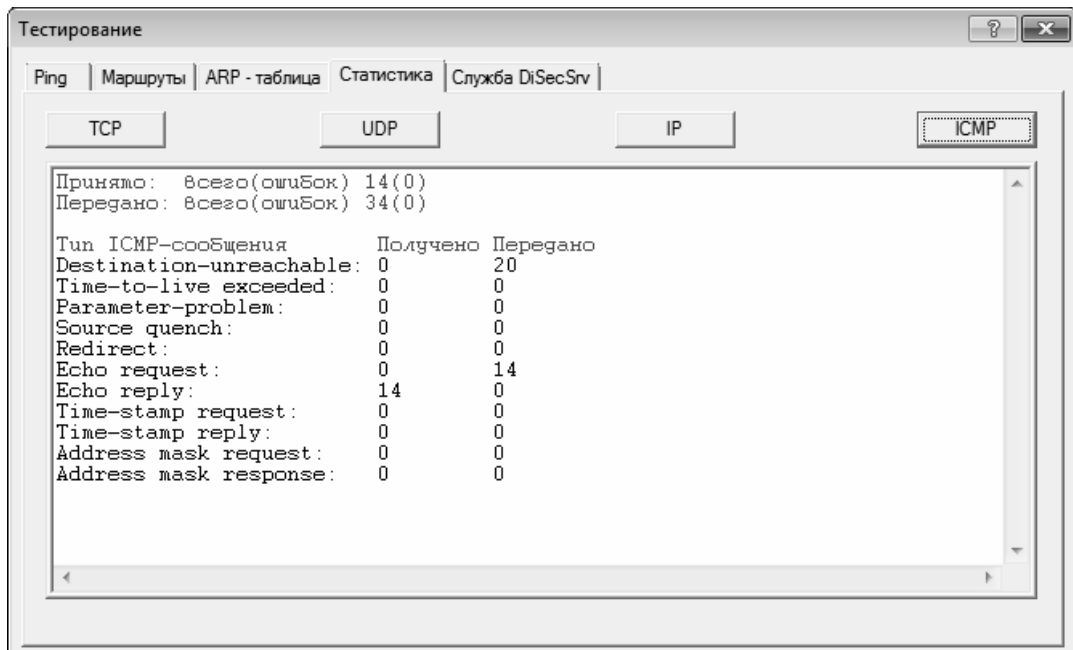 Тестирование
Ping Маршруты ARP - таблица Статистика Служба DiSecSrv
TCP UDP IP ICMP
Принято: всего(ошибок) 14(0)
Передано: всего(ошибок) 34(0)
Тип ICMP-сообщения Получено Передано
Destination-unreachable: 0 20
Time-to-live exceeded: 0 0
Parameter-problem: 0 0
Source quench: 0 0
Redirect: 0 0
Echo request: 0 14
Echo reply: 14 0
Time-stamp request: 0 0
Time-stamp reply: 0 0
Address mask request: 0 0
Address mask response: 0 0